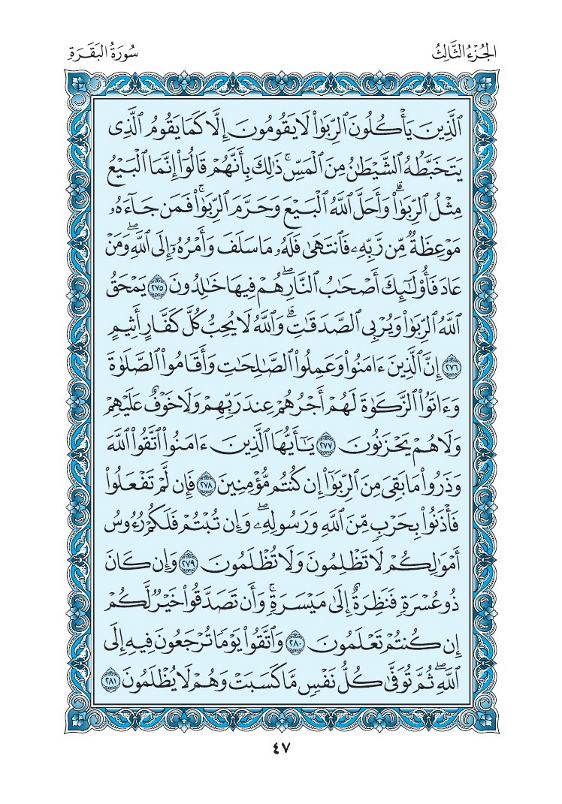 الجُزْءُ الثَّالِثُ
سُورَةُ البَقَرَةِ
ٱلَّذِينَ يَأْكُلُونَ ٱلرِّبَوٰا۟ لَا يَقُومُونَ إِلَّا كَمَا يَقُومُ ٱلَّذِى
يَتَخَبَّطُهُ ٱلشَّيْطَٰنُ مِنَ ٱلْمَسِّ ۚ ذَٰلِكَ بِأَنَّهُمْ قَالُوٓا۟ إِنَّمَا ٱلْبَيْعُ
مِثْلُ ٱلرِّبَوٰا۟ ۗ وَأَحَلَّ ٱللَّهُ ٱلْبَيْعَ وَحَرَّمَ ٱلرِّبَوٰا۟ ۚ فَمَن جَآءَهُۥ
مَوْعِظَةٌ مِّن رَّبِّهِۦ فَٱنتَهَىٰ فَلَهُۥ مَا سَلَفَ وَأَمْرُهُۥٓ إِلَى ٱللَّهِ ۖ وَمَنْ
عَادَ فَأُو۟لَٰٓئِكَ أَصْحَٰبُ ٱلنَّارِ ۖ هُمْ فِيهَا خَٰلِدُونَ ٢٧٥ يَمْحَقُ
ٱللَّهُ ٱلرِّبَوٰا۟ وَيُرْبِى ٱلصَّدَقَٰتِ ۗ وَٱللَّهُ لَا يُحِبُّ كُلَّ كَفَّارٍ أَثِيمٍ
٢٧٦ إِنَّ ٱلَّذِينَ ءَامَنُوا۟ وَعَمِلُوا۟ ٱلصَّٰلِحَٰتِ وَأَقَامُوا۟ ٱلصَّلَوٰةَ
وَءَاتَوُا۟ ٱلزَّكَوٰةَ لَهُمْ أَجْرُهُمْ عِندَ رَبِّهِمْ وَلَا خَوْفٌ عَلَيْهِمْ
وَلَا هُمْ يَحْزَنُونَ ٢٧٧ يَٰٓأَيُّهَا ٱلَّذِينَ ءَامَنُوا۟ ٱتَّقُوا۟ ٱللَّهَ
وَذَرُوا۟ مَا بَقِىَ مِنَ ٱلرِّبَوٰٓا۟ إِن كُنتُم مُّؤْمِنِينَ ٢٧٨ فَإِن لَّمْ تَفْعَلُوا۟
فَأْذَنُوا۟ بِحَرْبٍ مِّنَ ٱللَّهِ وَرَسُولِهِۦ ۖ وَإِن تُبْتُمْ فَلَكُمْ رُءُوسُ
أَمْوَٰلِكُمْ لَا تَظْلِمُونَ وَلَا تُظْلَمُونَ ٢٧٩ وَإِن كَانَ
ذُو عُسْرَةٍ فَنَظِرَةٌ إِلَىٰ مَيْسَرَةٍ ۚ وَأَن تَصَدَّقُوا۟ خَيْرٌ لَّكُمْ
إِن كُنتُمْ تَعْلَمُونَ ٢٨٠ وَٱتَّقُوا۟ يَوْمًا تُرْجَعُونَ فِيهِ إِلَى
ٱللَّهِ ۖ ثُمَّ تُوَفَّىٰ كُلُّ نَفْسٍ مَّا كَسَبَتْ وَهُمْ لَا يُظْلَمُونَ ٢٨١
٤٧